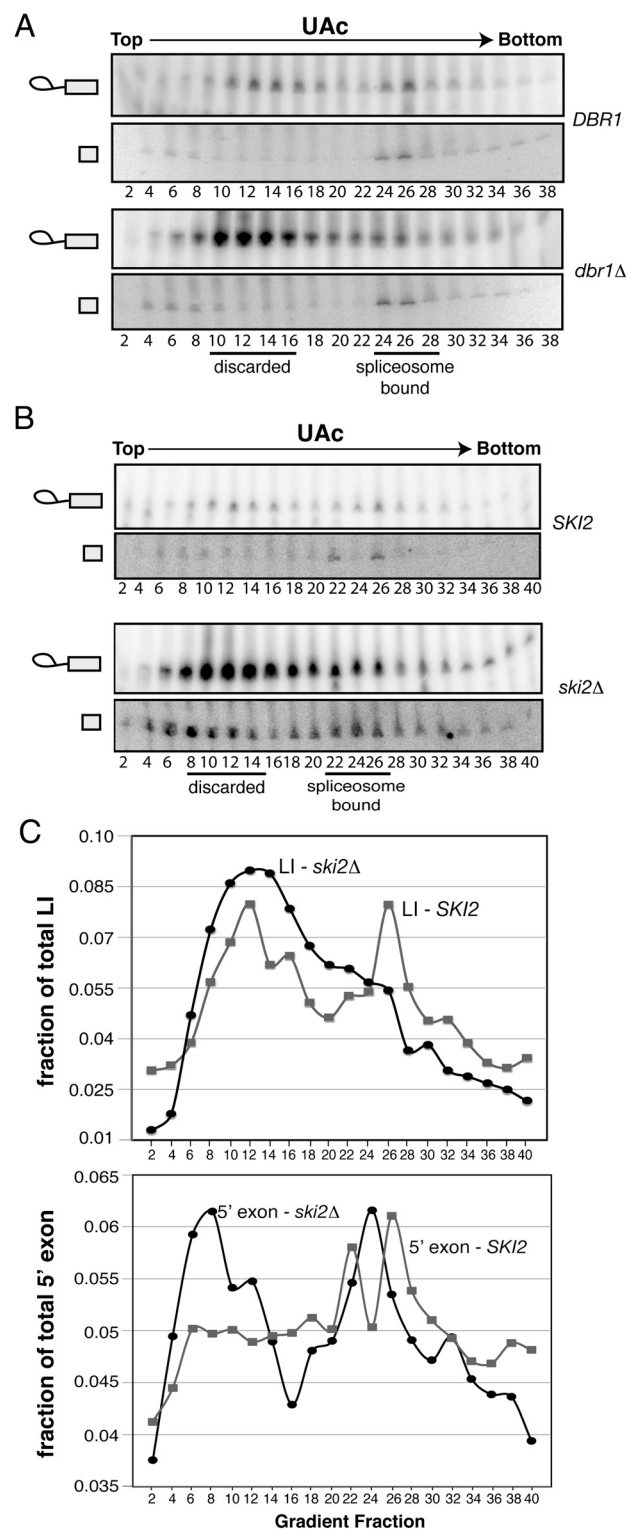 A
UAc
Top Bottom
DBR1
2 4 6 8 10 12 14 16 18 20 22 24 26 28 30 32 34 36 38
dbr1Δ
2 4 6 8 10 12 14 16 18 20 22 24 26 28 30 32 34 36 38
discarded spliceosome
bound
B
UAc
Top Bottom
SKI2
2 4 6 8 10 12 14 16 18 20 22 24 26 28 30 32 34 36 38 40
ski2Δ
2 4 6 8 10 12 14 16 18 20 22 24 26 28 30 32 34 36 38 40
discarded spliceosome
bound
C
fraction of total LI
0.10
0.085
0.07
0.055
0.04
0.025
0.01
LI - ski2Δ
LI - SKI2
2 4 6 8 10 12 14 16 18 20 22 24 26 28 30 32 34 36 38 40
fraction of total 5' exon
0.065
0.06
0.055
0.05
0.045
0.04
0.035
5' exon - ski2Δ
5' exon - SKI2
2 4 6 8 10 12 14 16 18 20 22 24 26 28 30 32 34 36 38 40
Gradient Fraction